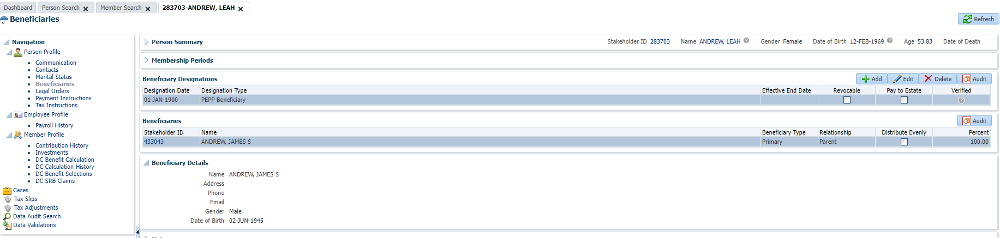 Dashboard Person Search Member Search 283703-ANDREW, LEAH
Beneficiaries Refresh
Navigation
Person Profile
Communication
Contacts
Marital Status
Beneficiaries
Legal Orders
Payment Instructions
Tax Instructions
Employee Profile
Payroll History
Member Profile
Contribution History
Investments
DC Benefit Calculation
DC Calculation History
DC Benefit Selections
DC SRB Claims
Cases
Tax Slips
Tax Adjustments
Data Audit Search
Data Validations
Person Summary Stakeholder ID 283703 Name ANDREW, LEAH Gender Female Date of Birth 12-FEB-1969 Age 53.83 Date of Death
Membership Periods
Beneficiary Designations Add Edit Delete Audit
Designation Date Designation Type Effective End Date Revocable Pay to Estate Verified
01-JAN-1900 PEPP Beneficiary
Beneficiaries Audit
Stakeholder ID Name Beneficiary Type Relationship Distribute Evenly Percent
433043 ANDREW, JAMES S Primary Parent 100.00
Beneficiary Details
Name ANDREW, JAMES S
Address
Phone
Email
Gender Male
Date of Birth 02-JUN-1945